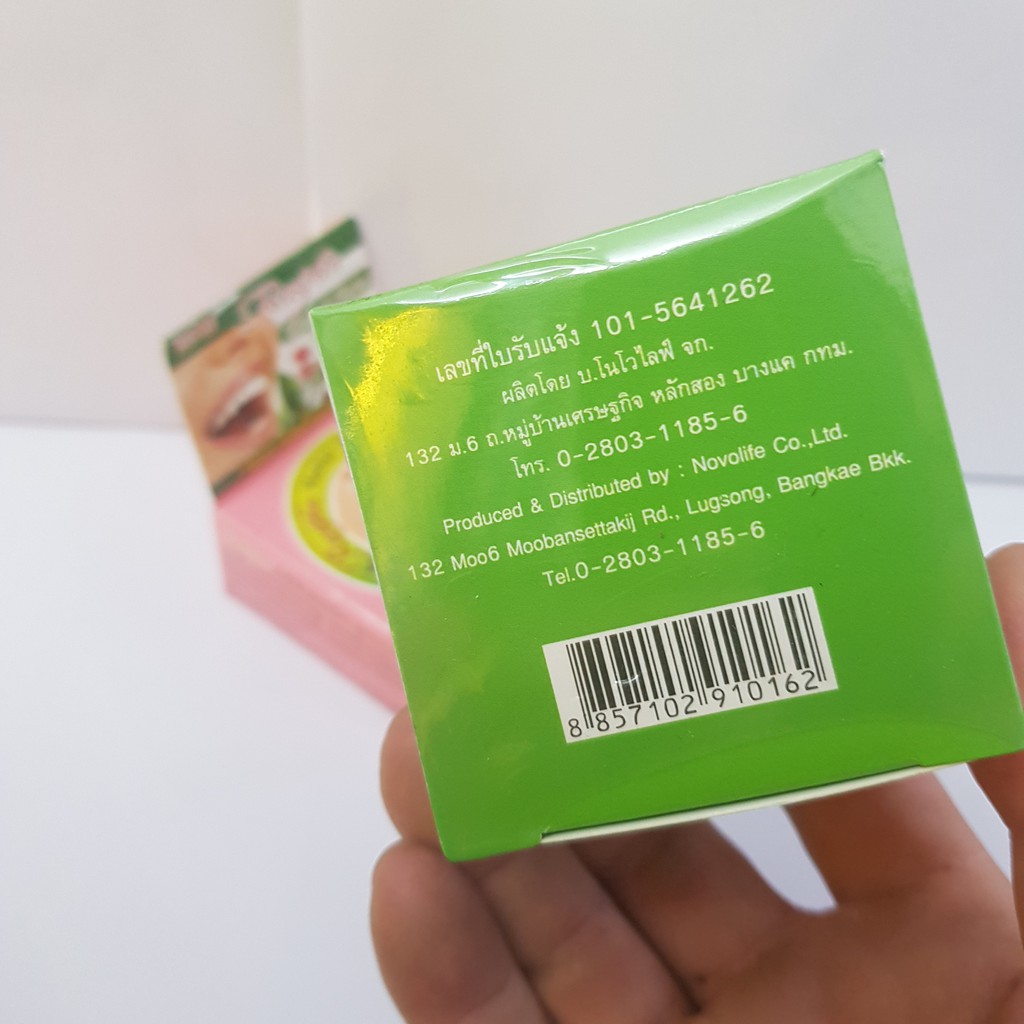 เลขที่ใบรับแจ้ง 101-5641262
ผลิตโดย บ.โนโวไลฟ์ จก.
132 ม.6 ถ.หมู่บ้านเศรษฐกิจ หลักสอง บางแค กทม.
โทร. 0-2803-1185-6
Produced & Distributed by : Novolife Co.,Ltd.
132 Moo6 Moobansettakij Rd., Lugsong, Bangkae Bkk.
Tel.0-2803-1185-6
8 857102 910162